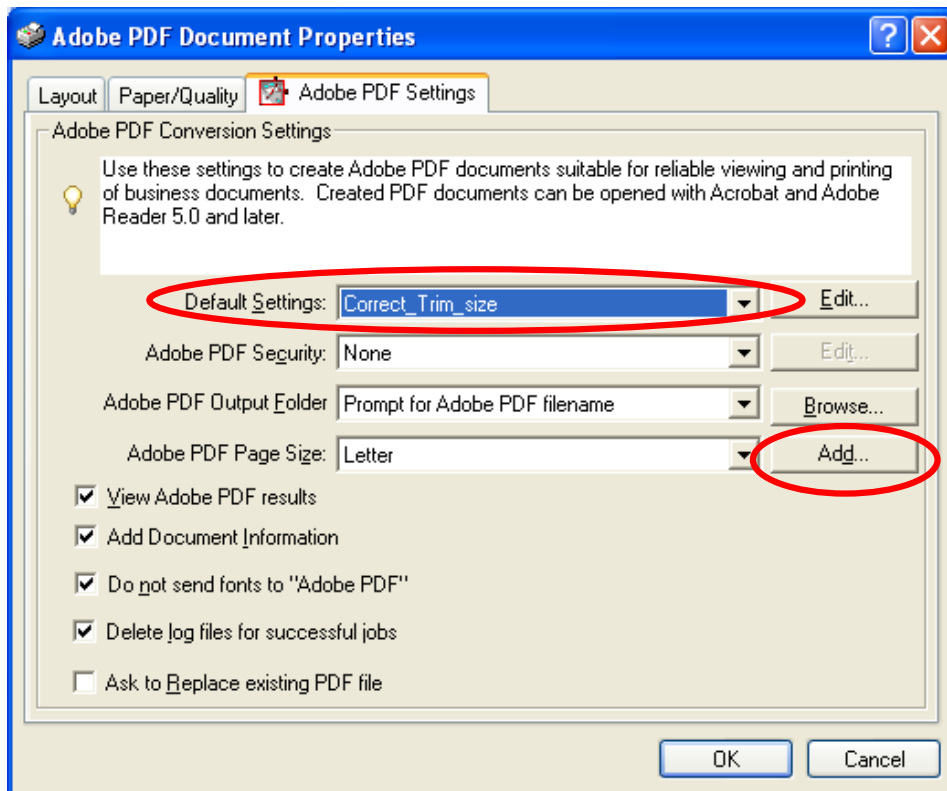 Adobe PDF Document Properties
Layout Paper/Quality Adobe PDF Settings
Adobe PDF Conversion Settings
Use these settings to create Adobe PDF documents suitable for reliable viewing and printing
of business documents. Created PDF documents can be opened with Acrobat and Adobe
Reader 5.0 and later.
Default Settings: Correct_Trim_size Edit...
Adobe PDF Security: None Edit...
Adobe PDF Output Folder Prompt for Adobe PDF filename Browse...
Adobe PDF Page Size: Letter Add...
View Adobe PDF results
Add Document Information
Do not send fonts to "Adobe PDF"
Delete log files for successful jobs
Ask to Replace existing PDF file
OK Cancel